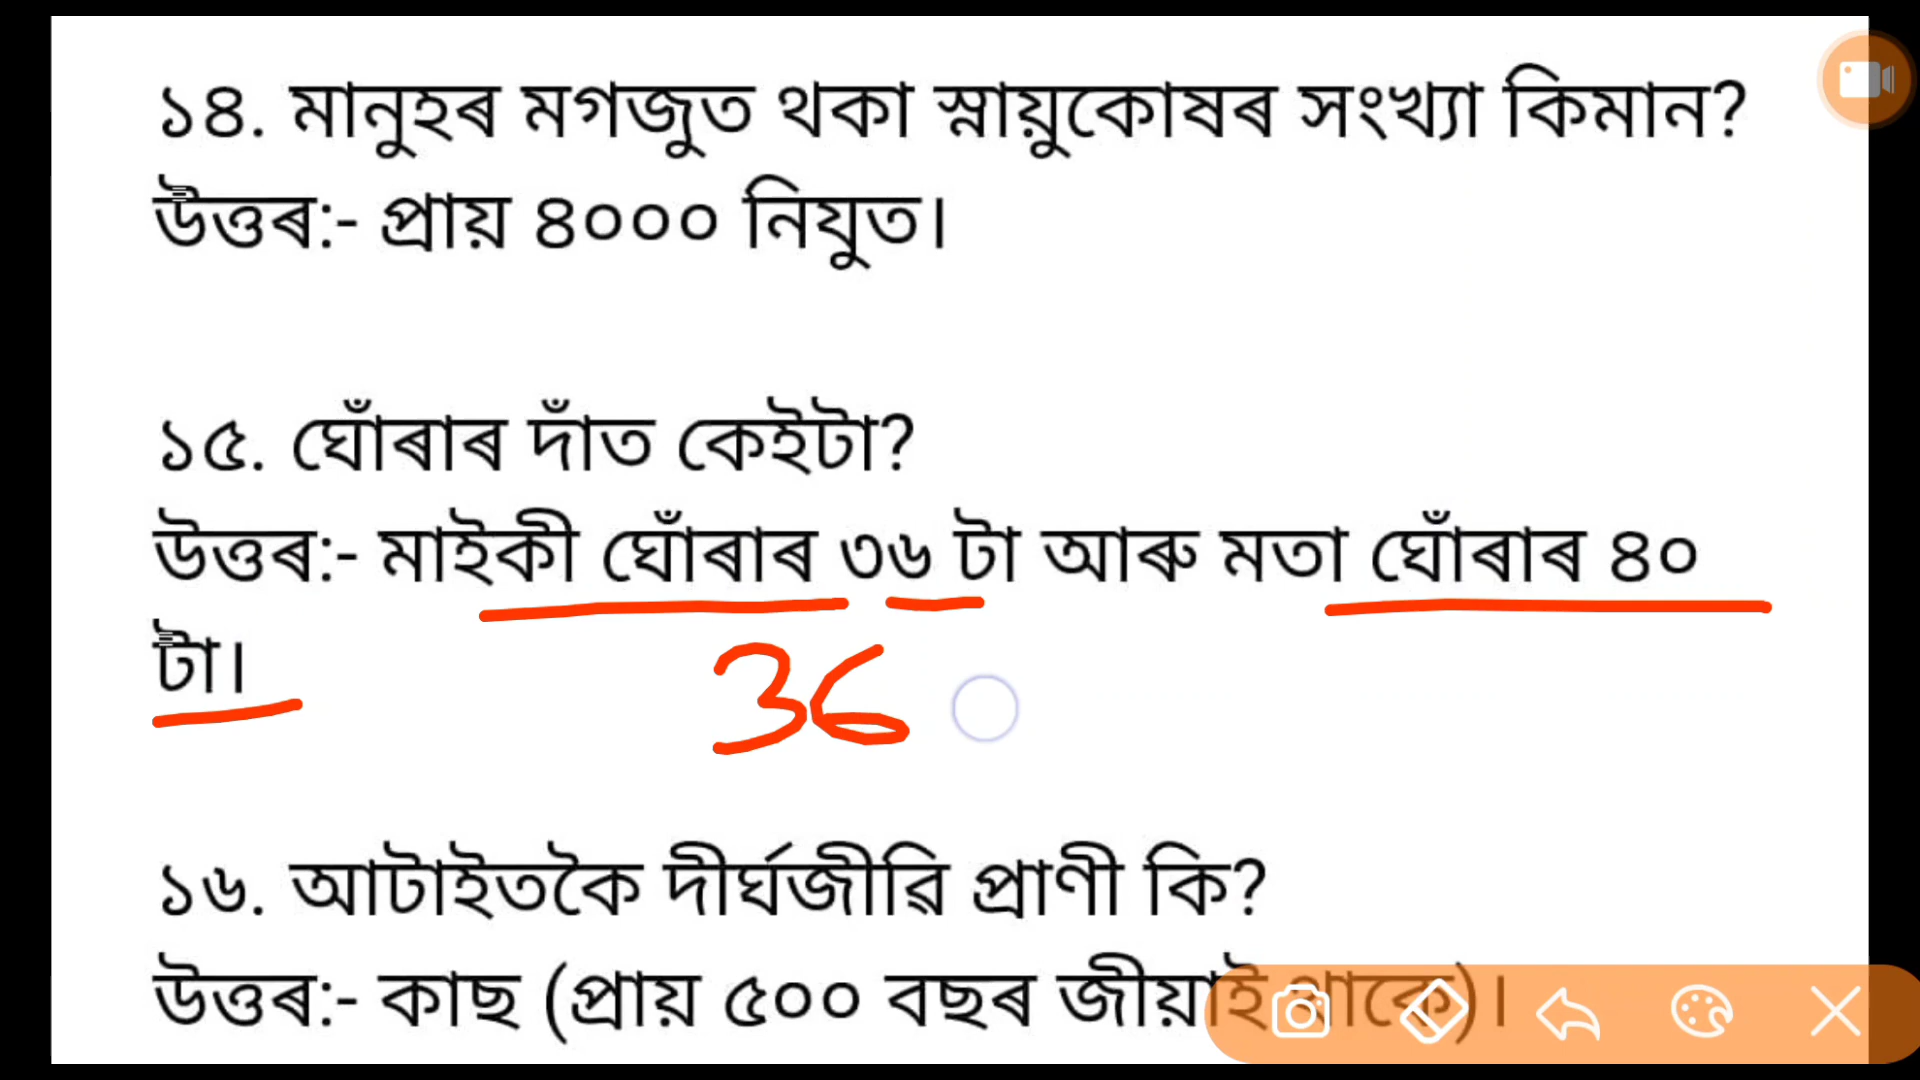 ১৪. মানুহৰ মগজুত থকা স্নায়ুকোষৰ সংখ্যা কিমান?
উত্তৰ:- প্ৰায় ৪০০০ নিযুত।
১৫. ঘোঁৰাৰ দাঁত কেইটা?
উত্তৰ:- মাইকী ঘোঁৰাৰ ৩৬ টা আৰু মতা ঘোঁৰাৰ ৪০
টা।
36
১৬. আটাইতকৈ দীৰ্ঘজীৱি প্ৰাণী কি?
উত্তৰ:- কাছ (প্ৰায় ৫০০ বছৰ জীয়াই থাকে)।